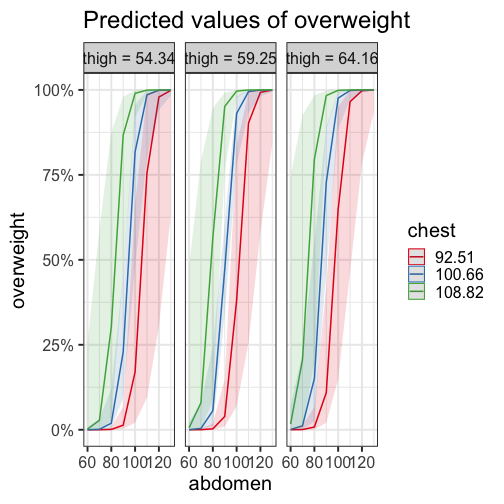 Predicted values of overweight
thigh = 54.34
thigh = 59.25
thigh = 64.16
100%
75%
50%
25%
0%
overweight
60 80 100 120
60 80 100 120
60 80 100 120
abdomen
chest
92.51
100.66
108.82